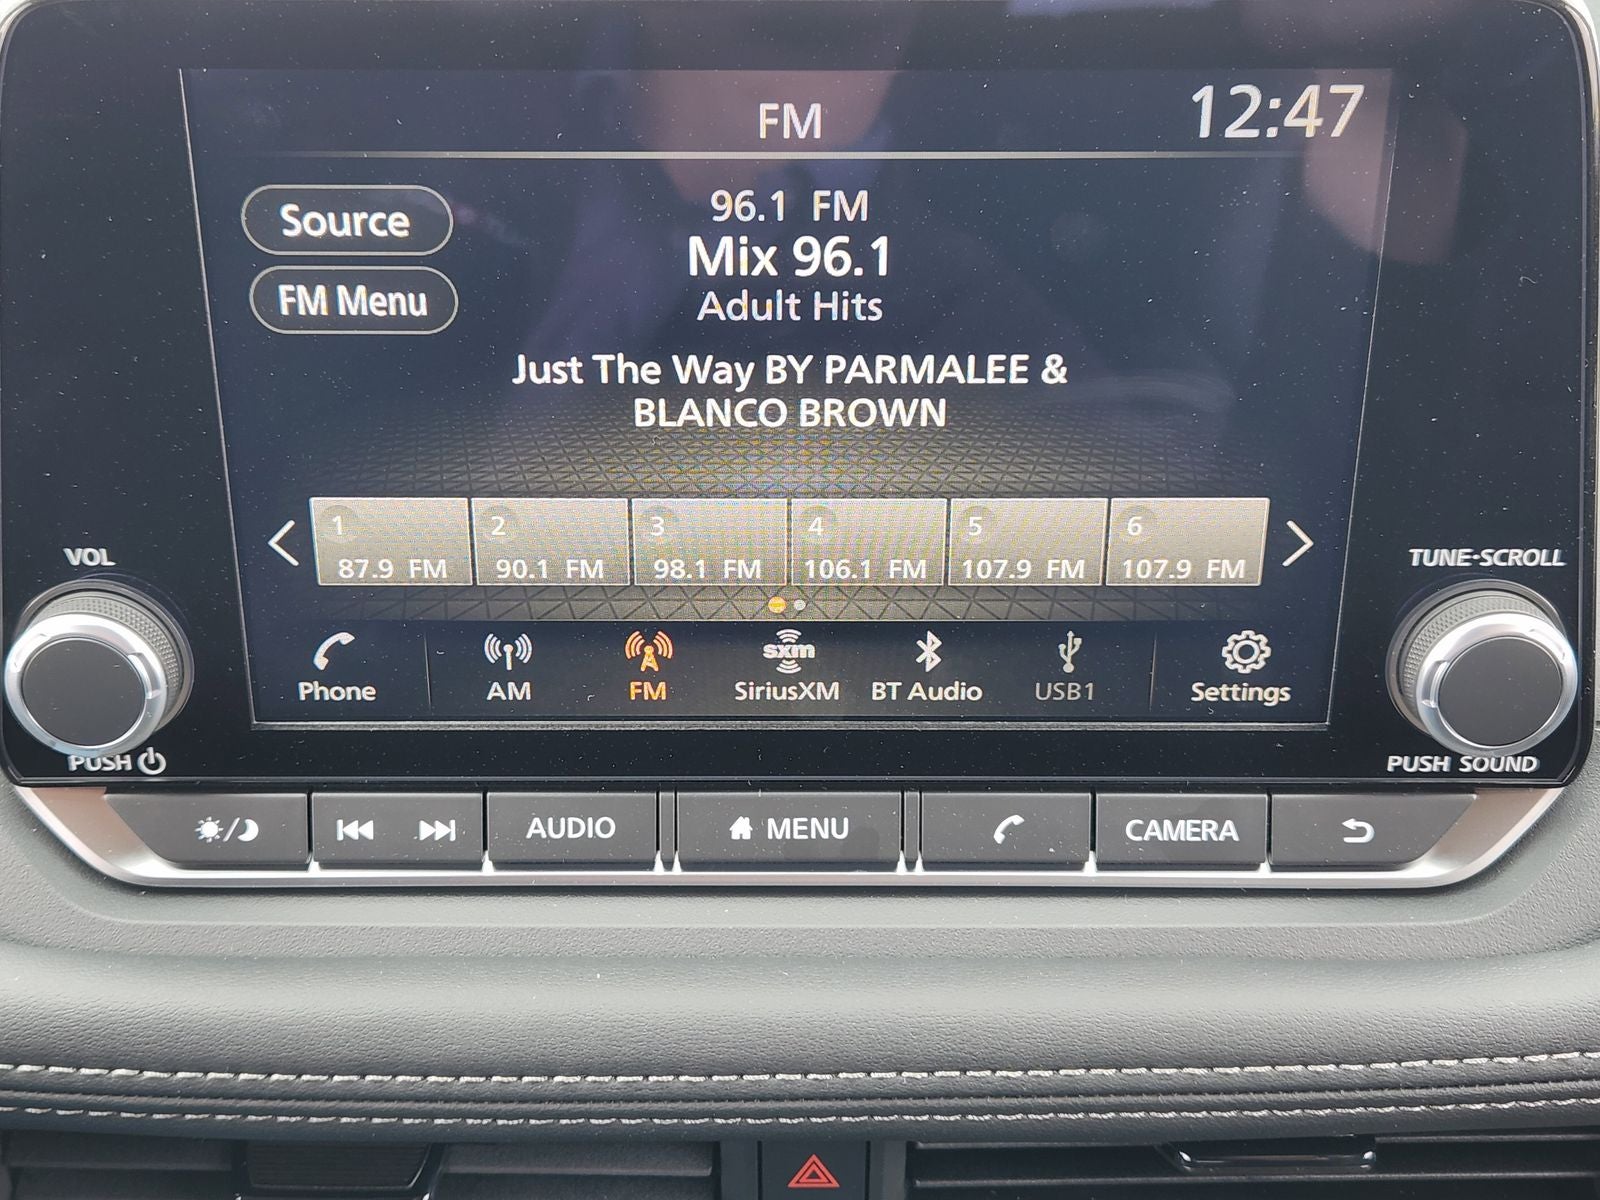 FM
12:47
Source
FM Menu
96.1 FM
Mix 96.1
Adult Hits
Just The Way BY PARMALEE &
BLANCO BROWN
1
87.9 FM
2
90.1 FM
3
98.1 FM
4
106.1 FM
5
107.9 FM
6
107.9 FM
VOL
TUNE·SCROLL
Phone
AM
FM
sxm
SiriusXM
BT Audio
USB1
Settings
PUSH
PUSH SOUND
AUDIO
MENU
CAMERA